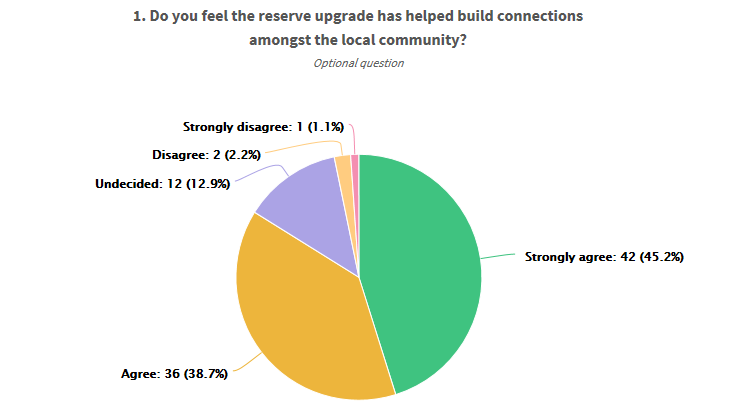 1. Do you feel the reserve upgrade has helped build connections
amongst the local community?
Optional question
Strongly disagree: 1 (1.1%)
Disagree: 2 (2.2%)
Undecided: 12 (12.9%)
Strongly agree: 42 (45.2%)
Agree: 36 (38.7%)